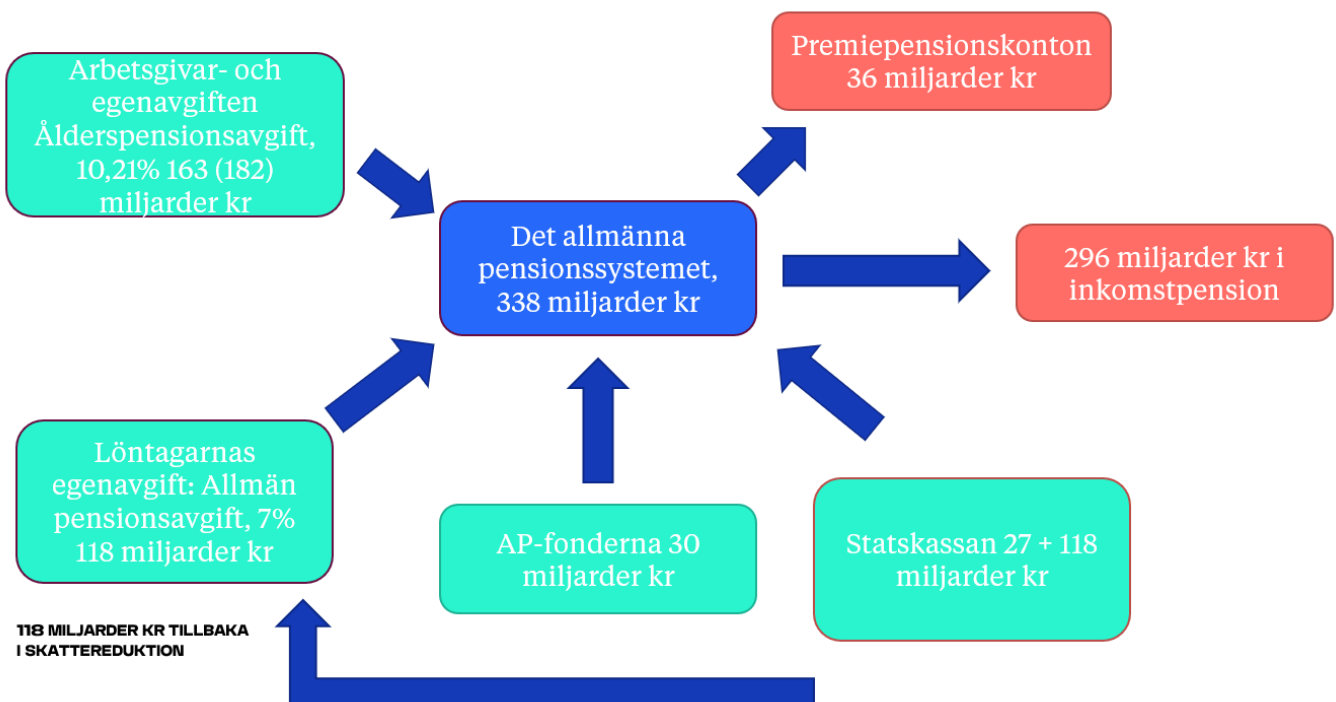 Premiepensionskonton
36 miljarder kr
Arbetsgivar- och
egenavgiften
Ålderspensionsavgift,
10,21% 163 (182)
miljarder kr
Det allmänna
pensionssystemet,
338 miljarder kr
296 miljarder kr i
inkomstpension
Löntagarnas
egenavgift: Allmän
pensionsavgift, 7%
118 miljarder kr
AP-fonderna 30
miljarder kr
Statskassan 27 + 118
miljarder kr
118 MILJARDER KR TILLBAKA
I SKATTEREDUKTION